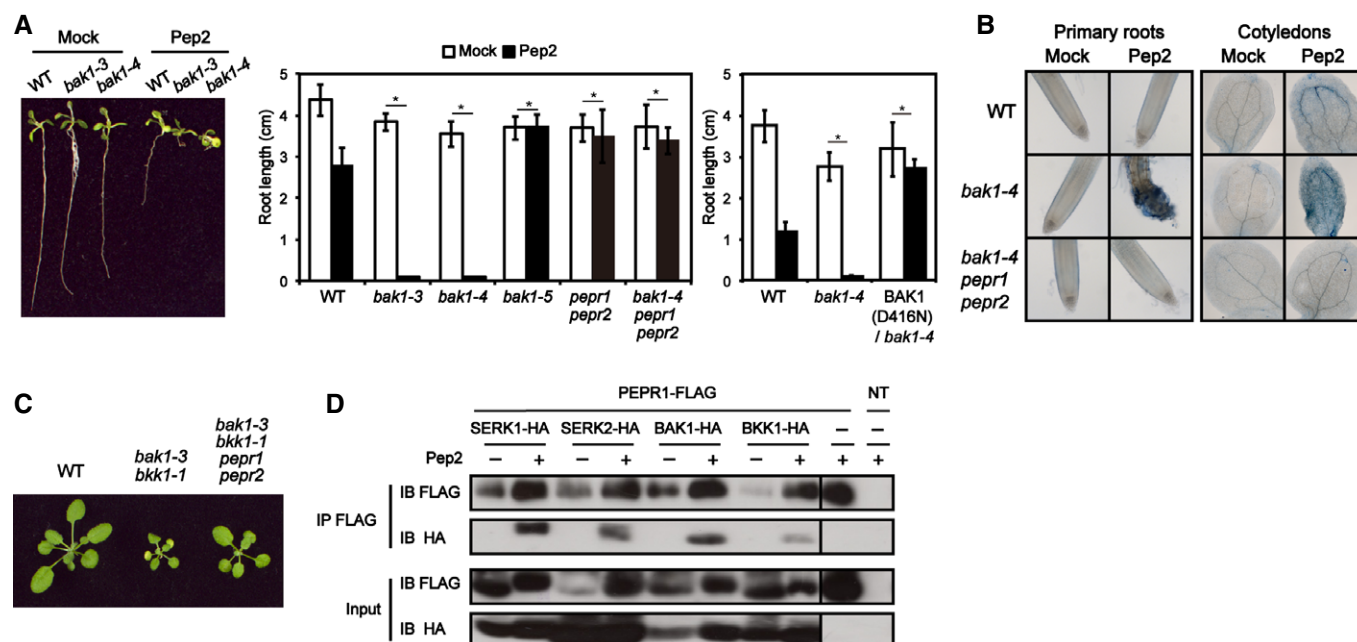 A
Mock Pep2
WT bak1-3 bak1-4 WT bak1-3 bak1-4
Mock Pep2
Root length (cm)
5
4
3
2
1
0
* * * * *
WT bak1-3 bak1-4 bak1-5 pepr1 pepr2 bak1-4 pepr1 pepr2
Root length (cm)
5
4
3
2
1
0
* *
WT bak1-4 BAK1 (D416N) / bak1-4
B
Primary roots Cotyledons
Mock Pep2 Mock Pep2
WT
bak1-4
bak1-4
pepr1
pepr2
C
WT
bak1-3
bkk1-1
bak1-3
bkk1-1
pepr1
pepr2
D
PEPR1-FLAG NT
SERK1-HA SERK2-HA BAK1-HA BKK1-HA – –
Pep2 – + – + – + – + + +
IP FLAG
IB FLAG
IB HA
Input
IB FLAG
IB HA